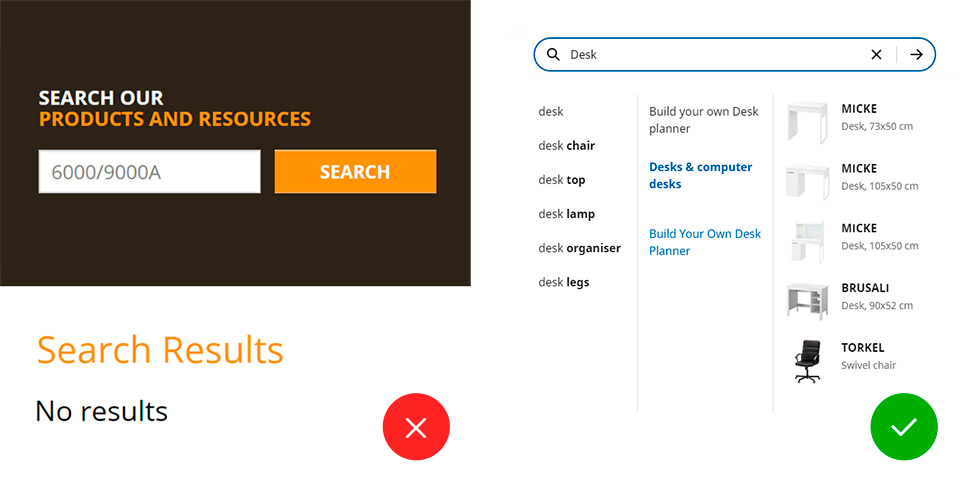 SEARCH OUR
PRODUCTS AND RESOURCES
6000/9000A
SEARCH
Search Results
No results
Desk
desk
desk chair
desk top
desk lamp
desk organiser
desk legs
Build your own Desk
planner
Desks & computer
desks
Build Your Own Desk
Planner
MICKE
Desk, 73x50 cm
MICKE
Desk, 105x50 cm
MICKE
Desk, 105x50 cm
BRUSALI
Desk, 90x52 cm
TORKEL
Swivel chair